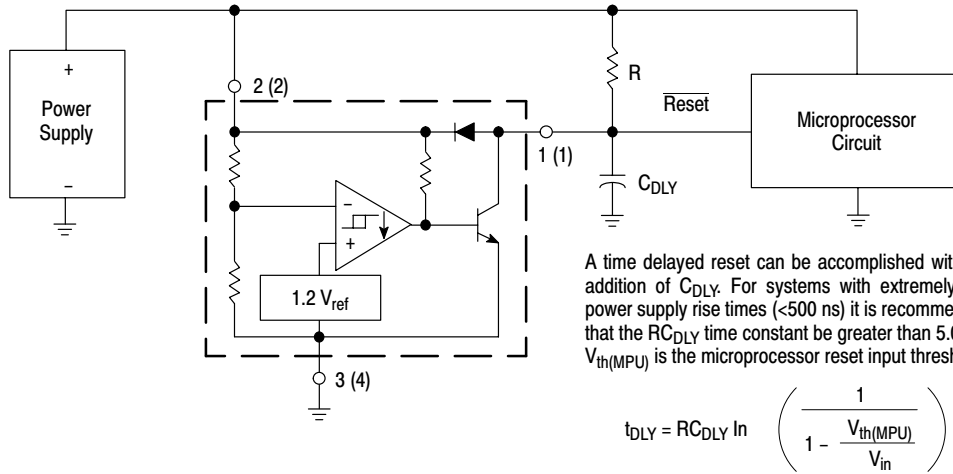 +
Power
Supply
−
2 (2)
R
Reset
Microprocessor
Circuit
1 (1)
C_DLY
−
+
1.2 V_ref
3 (4)
A time delayed reset can be accomplished wit
addition of C_DLY. For systems with extremely
power supply rise times (<500 ns) it is recomme
that the RC_DLY time constant be greater than 5.
V_th(MPU) is the microprocessor reset input thresh
t_DLY = RC_DLY In ( 1 / ( 1 − V_th(MPU) / V_in ) )